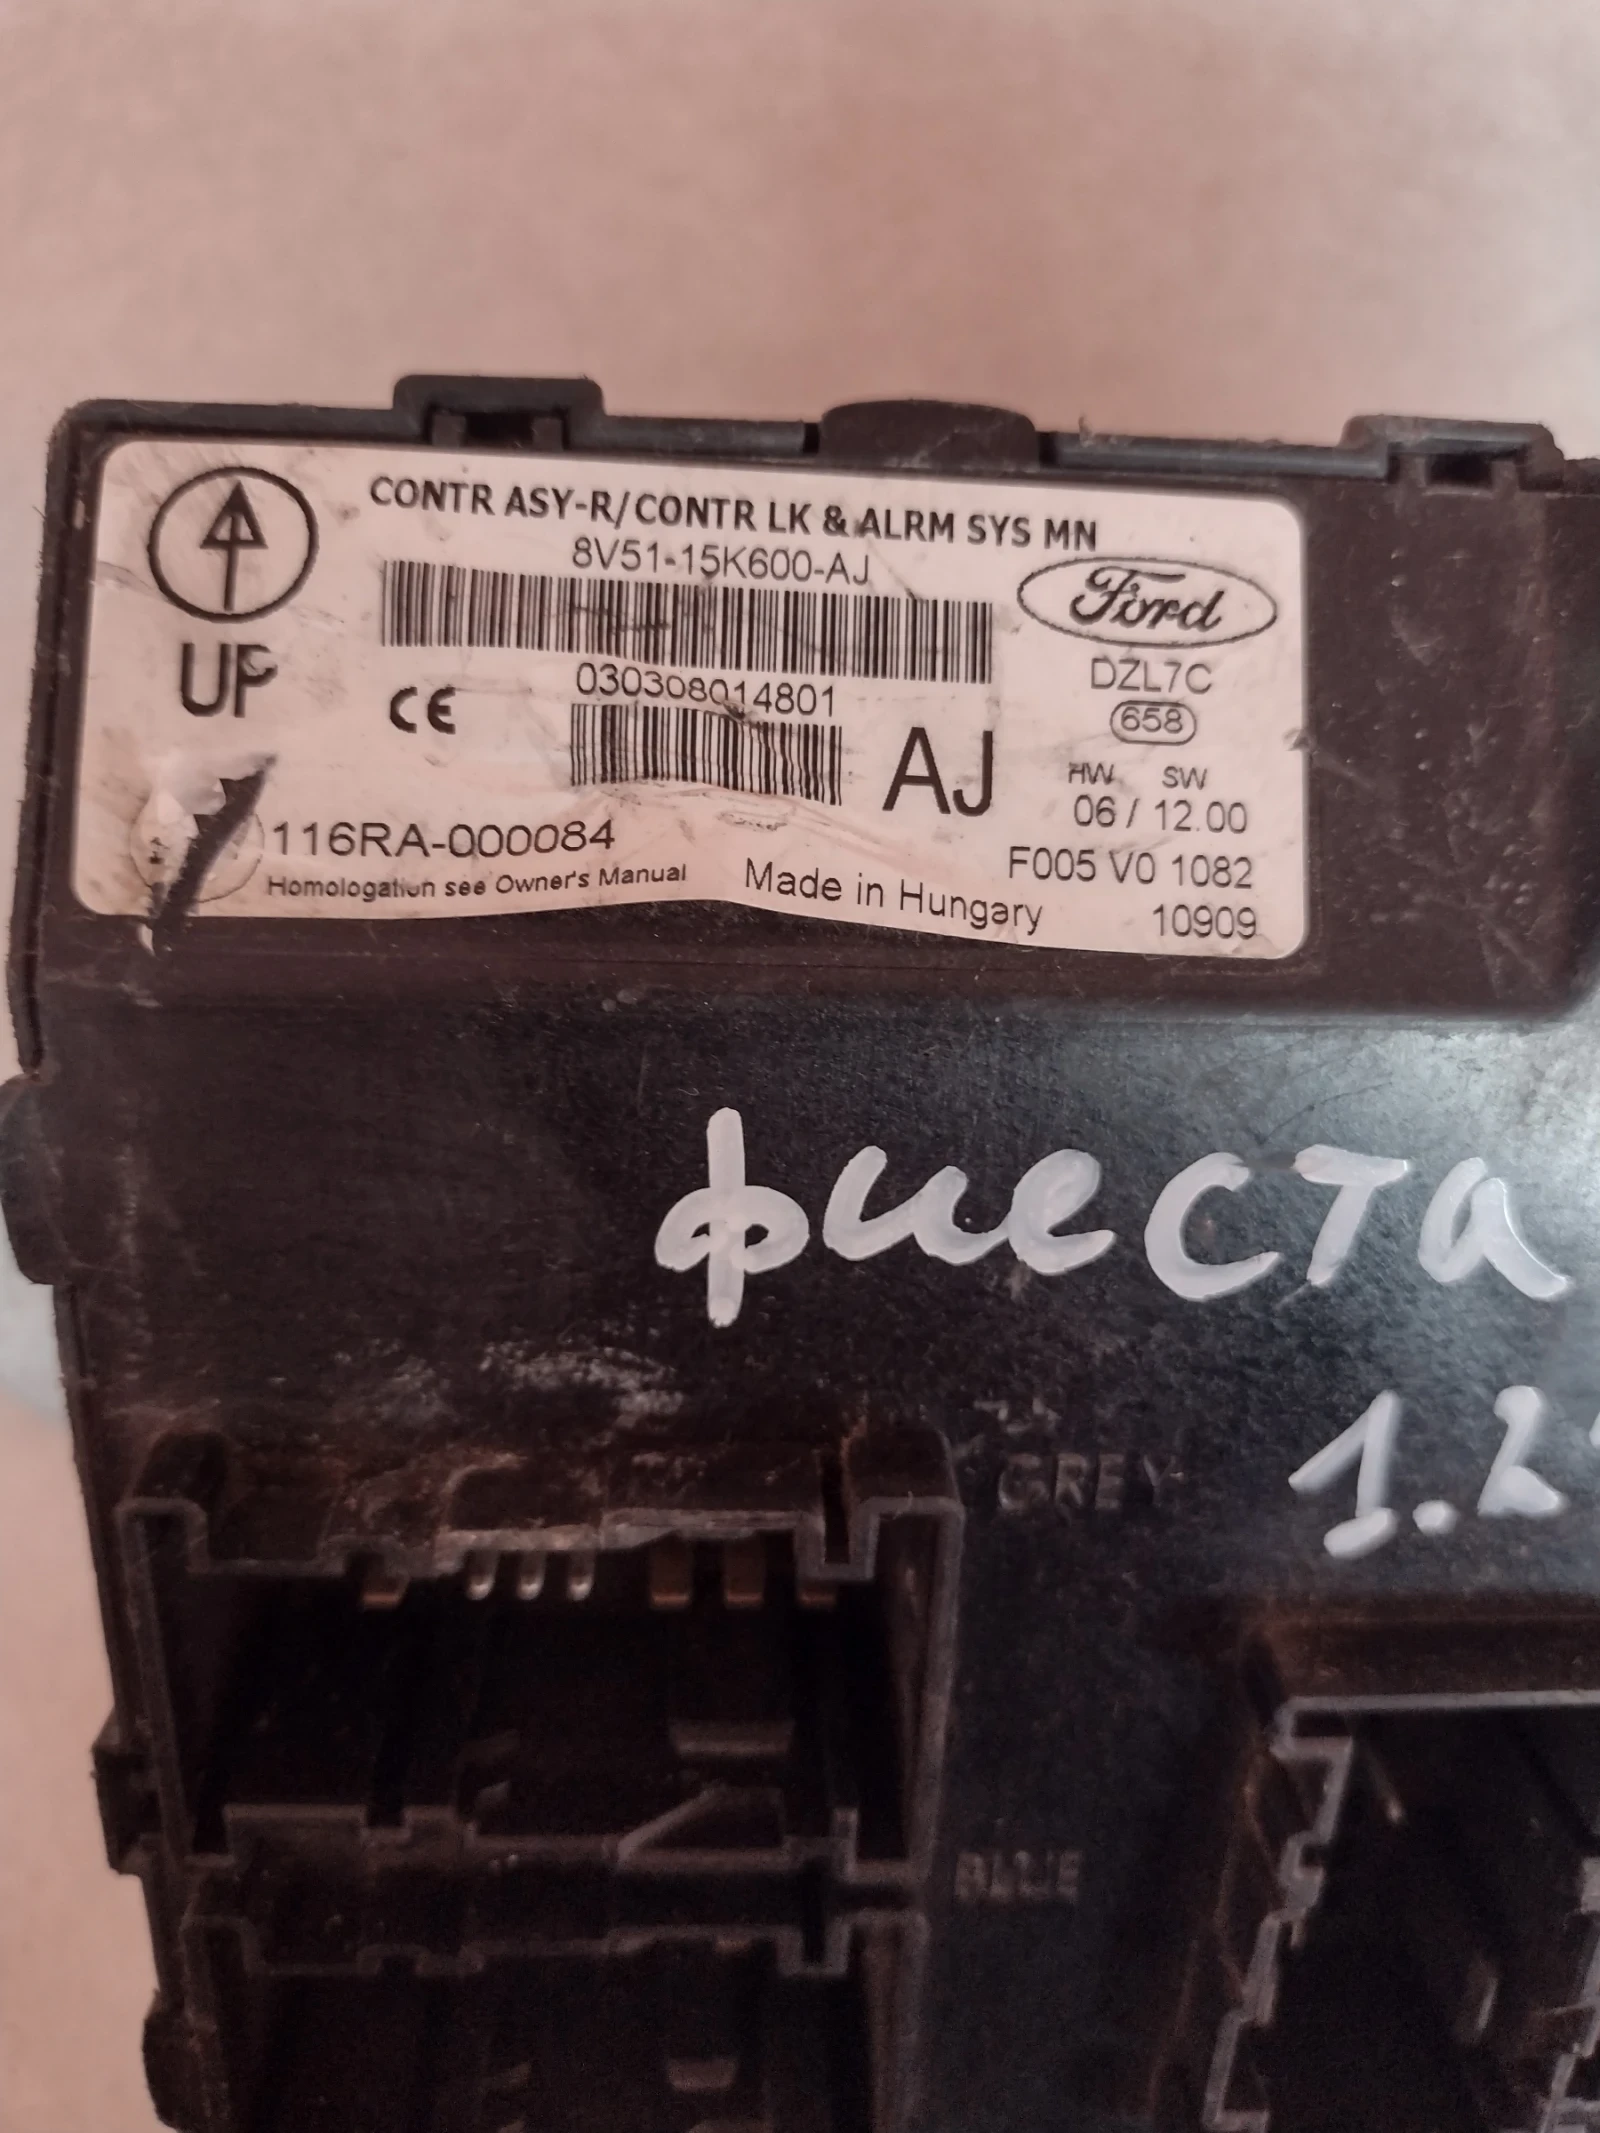 CONTR ASY-R/CONTR LK & ALRM SYS MN
8V51-15K600-AJ
Ford
UP
CE
030308014801
AJ
DZL7C
658
HW SW
06 / 12.00
116RA-000084
Homologation see Owner's Manual
Made in Hungary
F005 V0 1082
10909
фиеста
1.2
GREY
BLUE